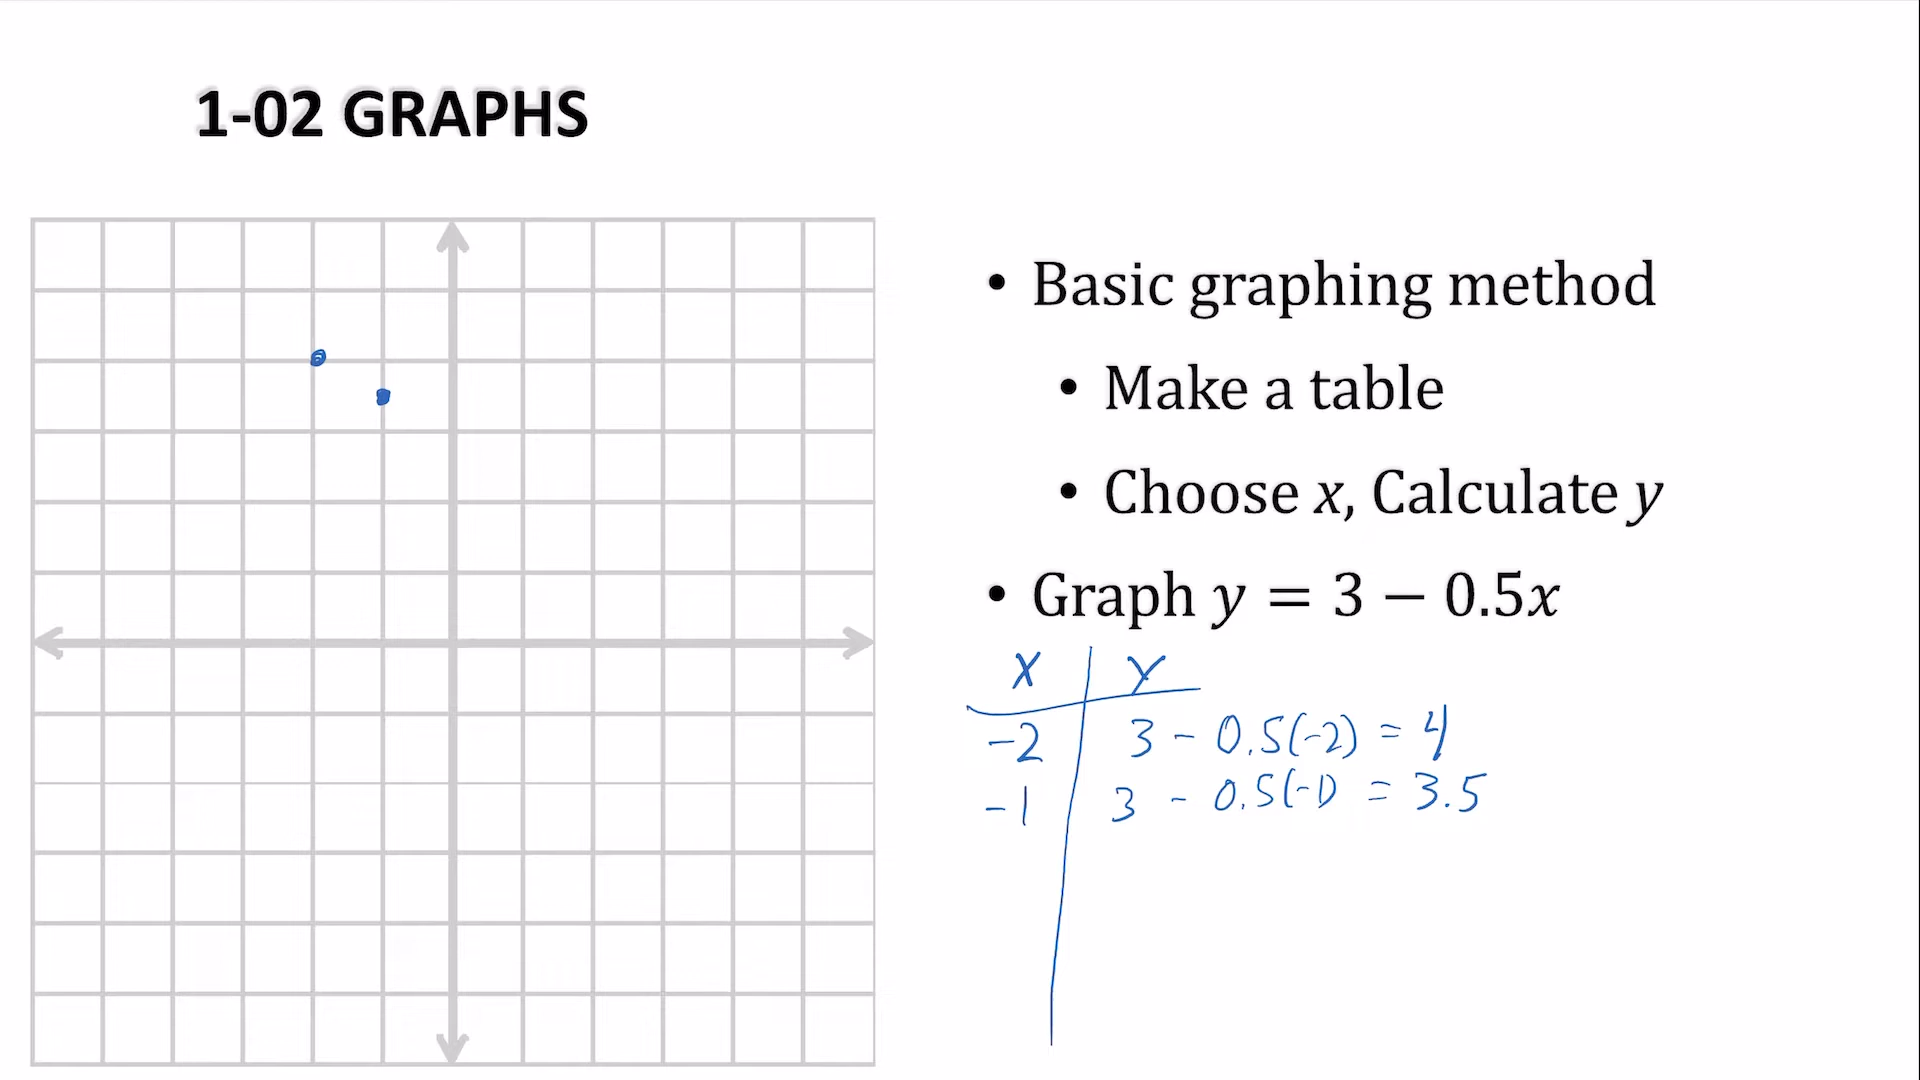 1-02 GRAPHS
• Basic graphing method
• Make a table
• Choose x, Calculate y
• Graph y = 3 − 0.5x
X Y
-2 3 - 0.5(-2) = 4
-1 3 - 0.5(-1) = 3.5